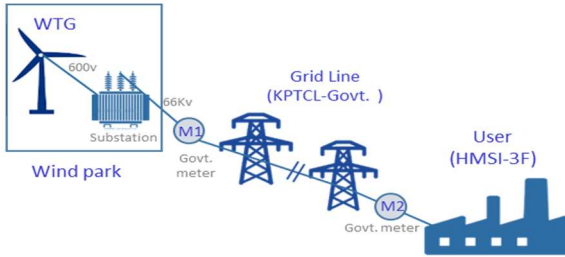 WTG
600v
66Kv
Substation
Wind park
M1
Govt.
meter
Grid Line
(KPTCL-Govt. )
M2
Govt. meter
User
(HMSI-3F)